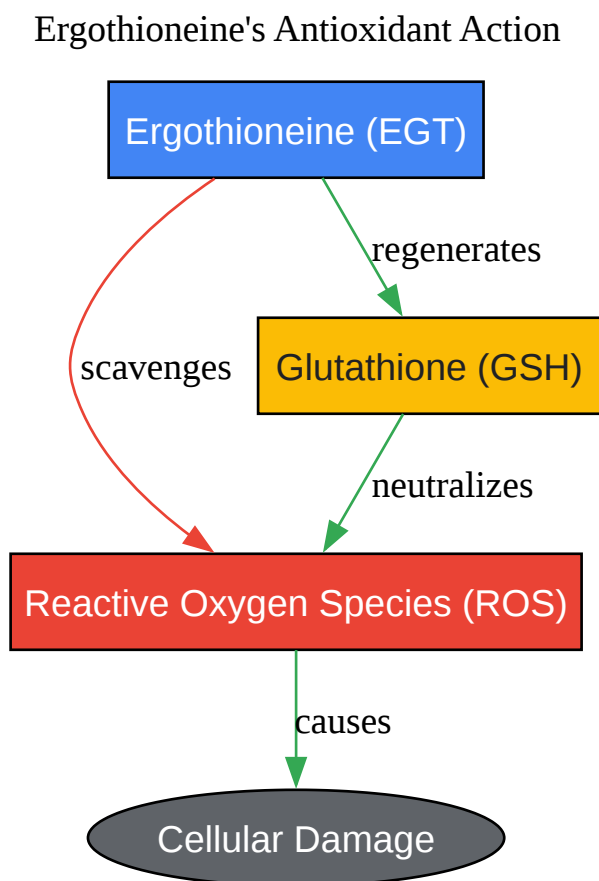 Ergothioneine's Antioxidant Action
Ergothioneine (EGT)
regenerates
scavenges
Glutathione (GSH)
neutralizes
Reactive Oxygen Species (ROS)
causes
Cellular Damage